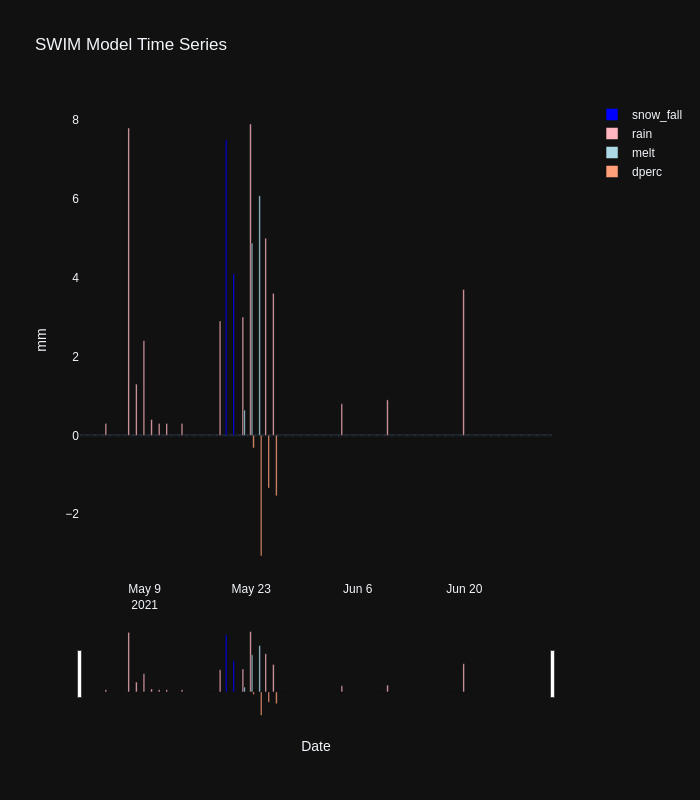 SWIM Model Time Series
snow_fall
rain
melt
dperc
8
6
4
2
0
−2
mm
May 9
2021
May 23
Jun 6
Jun 20
Date